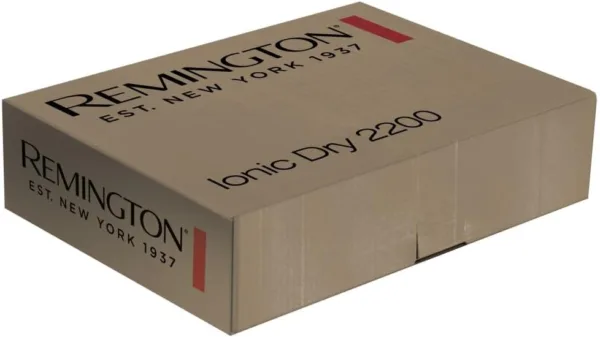 REMINGTON®
EST. NEW YORK 1937
Ionic Dry 2200
REMINGTON®
EST. NEW YORK 1937